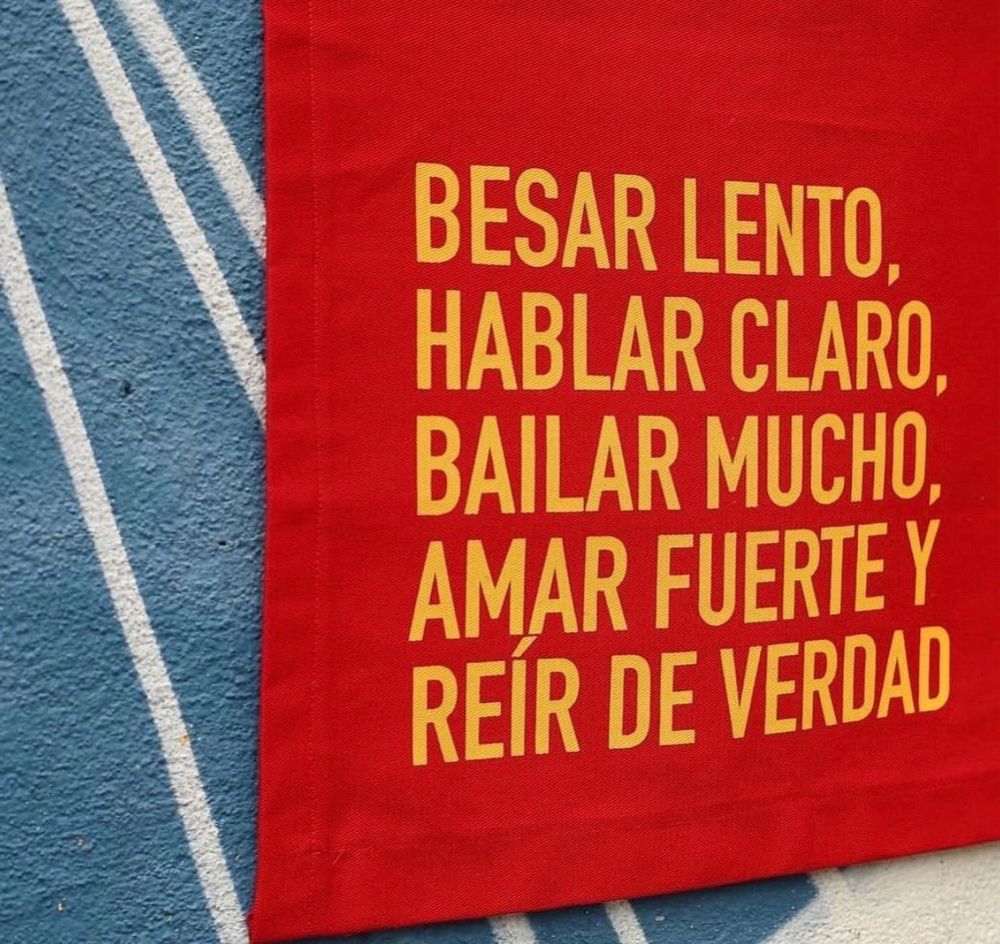 BESAR LENTO,
HABLAR CLARO,
BAILAR MUCHO,
AMAR FUERTE Y
REÍR DE VERDAD